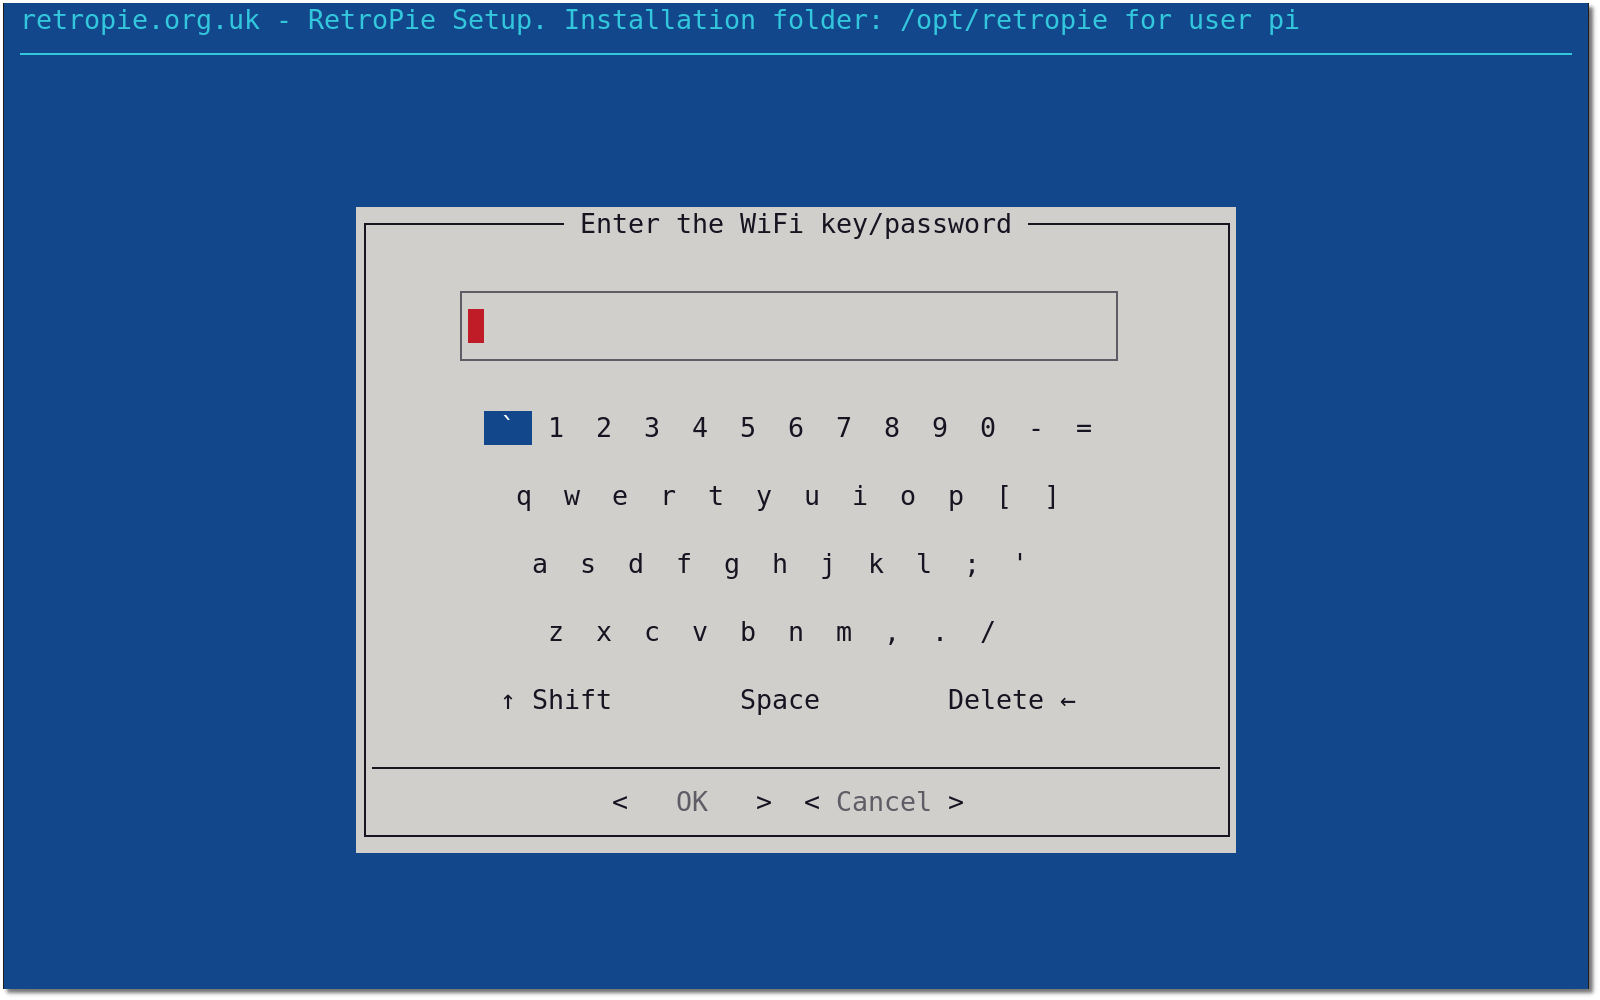 retropie.org.uk - RetroPie Setup. Installation folder: /opt/retropie for user pi
Enter the WiFi key/password
` 1 2 3 4 5 6 7 8 9 0 - =
q w e r t y u i o p [ ]
a s d f g h j k l ; '
z x c v b n m , . /
↑ Shift Space Delete ←
< OK > < Cancel >